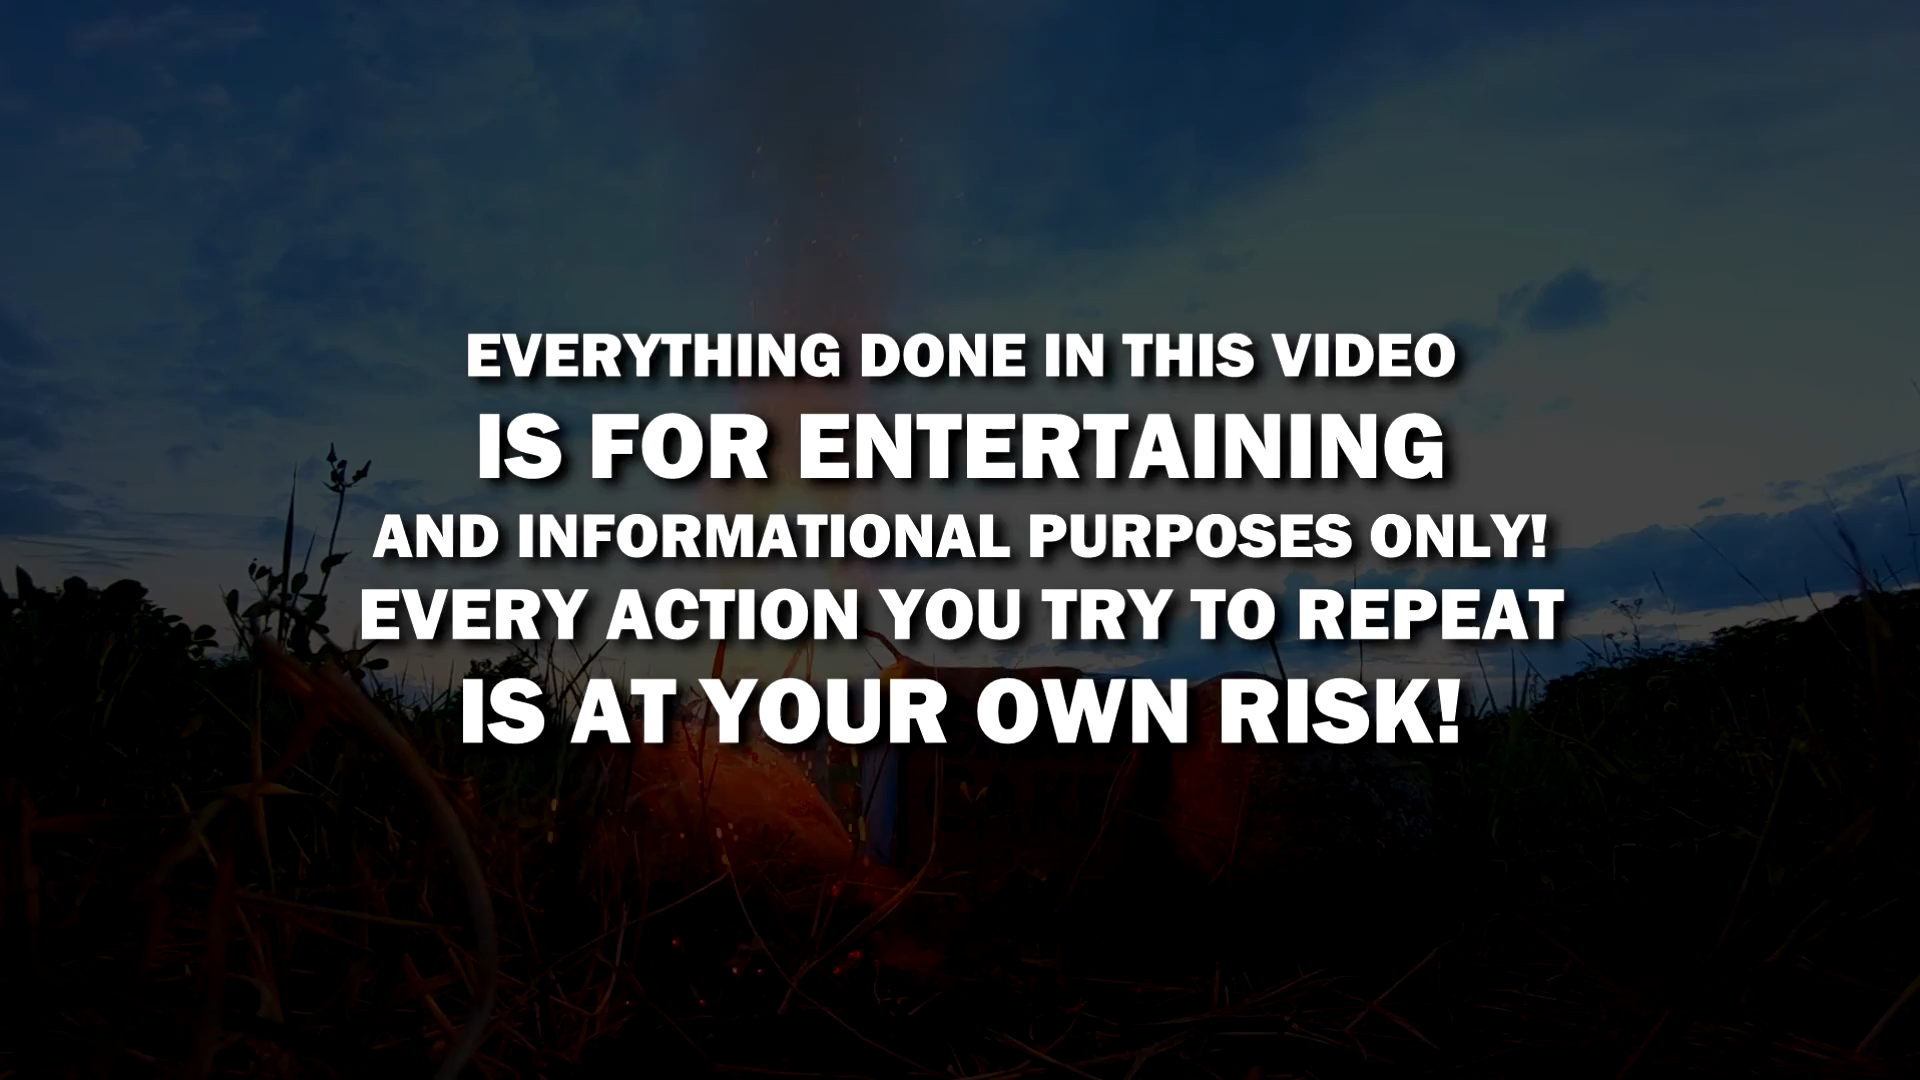 EVERYTHING DONE IN THIS VIDEO
IS FOR ENTERTAINING
AND INFORMATIONAL PURPOSES ONLY!
EVERY ACTION YOU TRY TO REPEAT
IS AT YOUR OWN RISK!